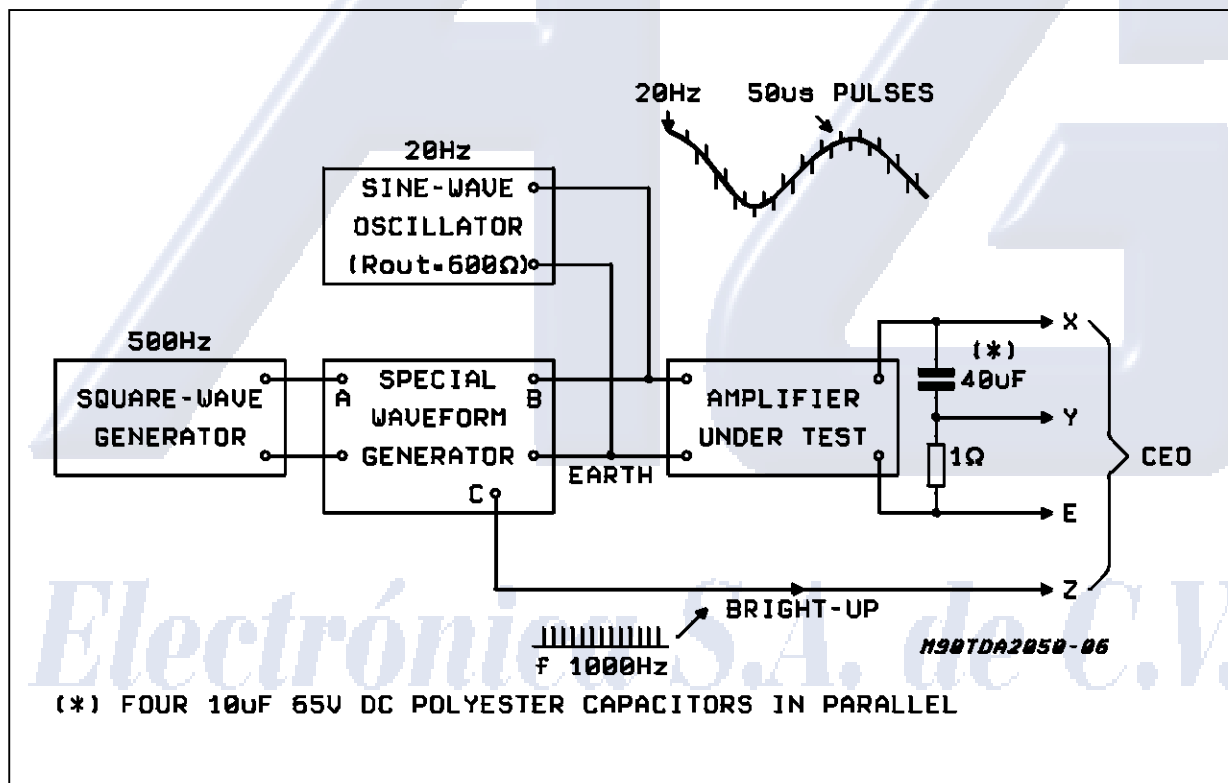 20Hz 50us PULSES
20Hz
SINE-WAVE
OSCILLATOR
(Rout=600Ω)
500Hz
SQUARE-WAVE
GENERATOR
A
SPECIAL
WAVEFORM
GENERATOR
B
C
EARTH
AMPLIFIER
UNDER TEST
(*)
40uF
1Ω
X
Y
E
Z
CEO
BRIGHT-UP
f 1000Hz
M90TDA2050-06
(*) FOUR 10uF 65V DC POLYESTER CAPACITORS IN PARALLEL
Electrónica S.A. de C.V.